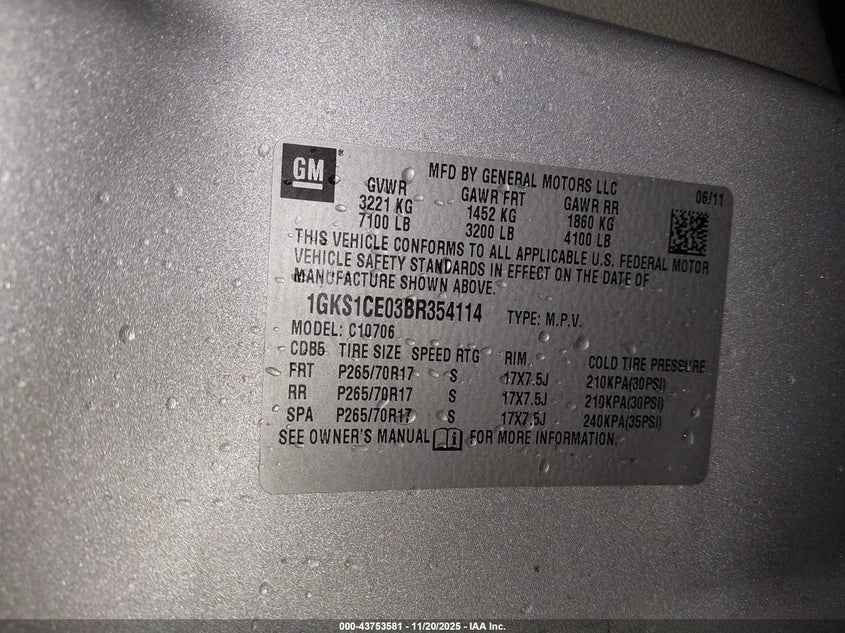 GM
MFD BY GENERAL MOTORS LLC
06/11
GVWR GAWR FRT GAWR RR
3221 KG 1452 KG 1860 KG
7100 LB 3200 LB 4100 LB
THIS VEHICLE CONFORMS TO ALL APPLICABLE U.S. FEDERAL MOTOR
VEHICLE SAFETY STANDARDS IN EFFECT ON THE DATE OF
MANUFACTURE SHOWN ABOVE.
1GKS1CE03BR354114 TYPE: M.P.V.
MODEL: C10706
CDB5 TIRE SIZE SPEED RTG RIM COLD TIRE PRESSURE
FRT P265/70R17 S 17X7.5J 210KPA(30PSI)
RR P265/70R17 S 17X7.5J 210KPA(30PSI)
SPA P265/70R17 S 17X7.5J 240KPA(35PSI)
SEE OWNER'S MANUAL FOR MORE INFORMATION.
000-43753581 - 11/20/2025 - IAA Inc.